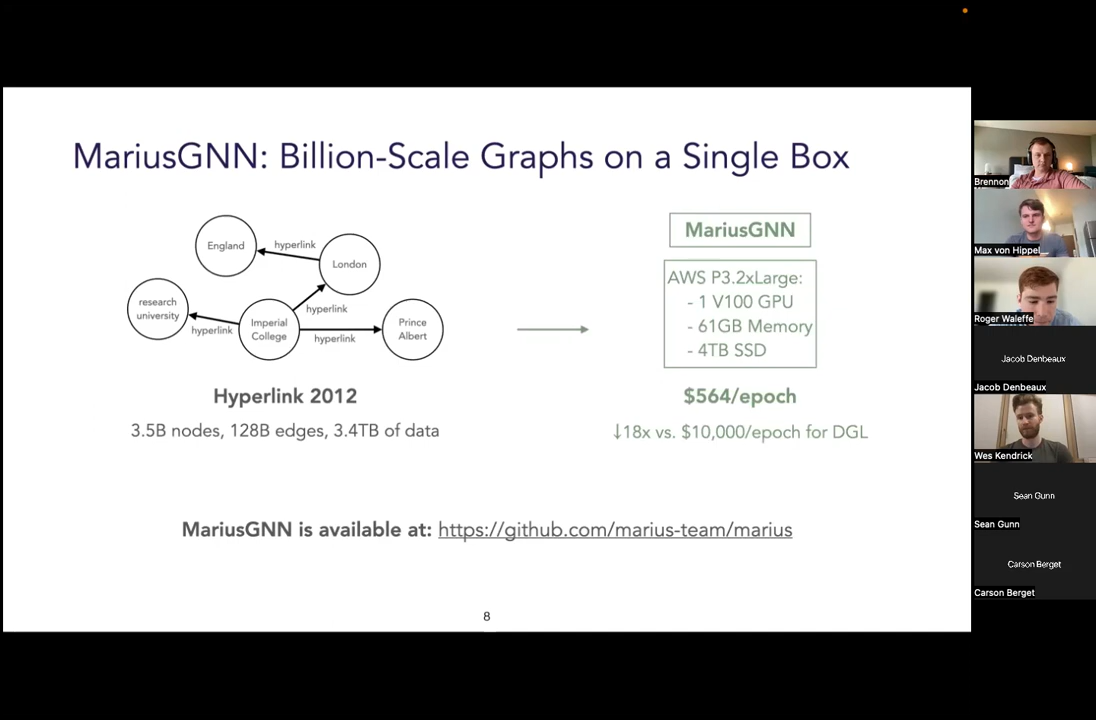 MariusGNN: Billion-Scale Graphs on a Single Box
England
hyperlink
London
research
university
hyperlink
hyperlink
Imperial
College
hyperlink
Prince
Albert
Hyperlink 2012
3.5B nodes, 128B edges, 3.4TB of data
MariusGNN
AWS P3.2xLarge:
- 1 V100 GPU
- 61GB Memory
- 4TB SSD
$564/epoch
↓18x vs. $10,000/epoch for DGL
MariusGNN is available at: https://github.com/marius-team/marius
8
Brennon
Max von Hippel
Roger Waleffe
Jacob Denbeaux
Jacob Denbeaux
Wes Kendrick
Sean Gunn
Sean Gunn
Carson Berget
Carson Berget